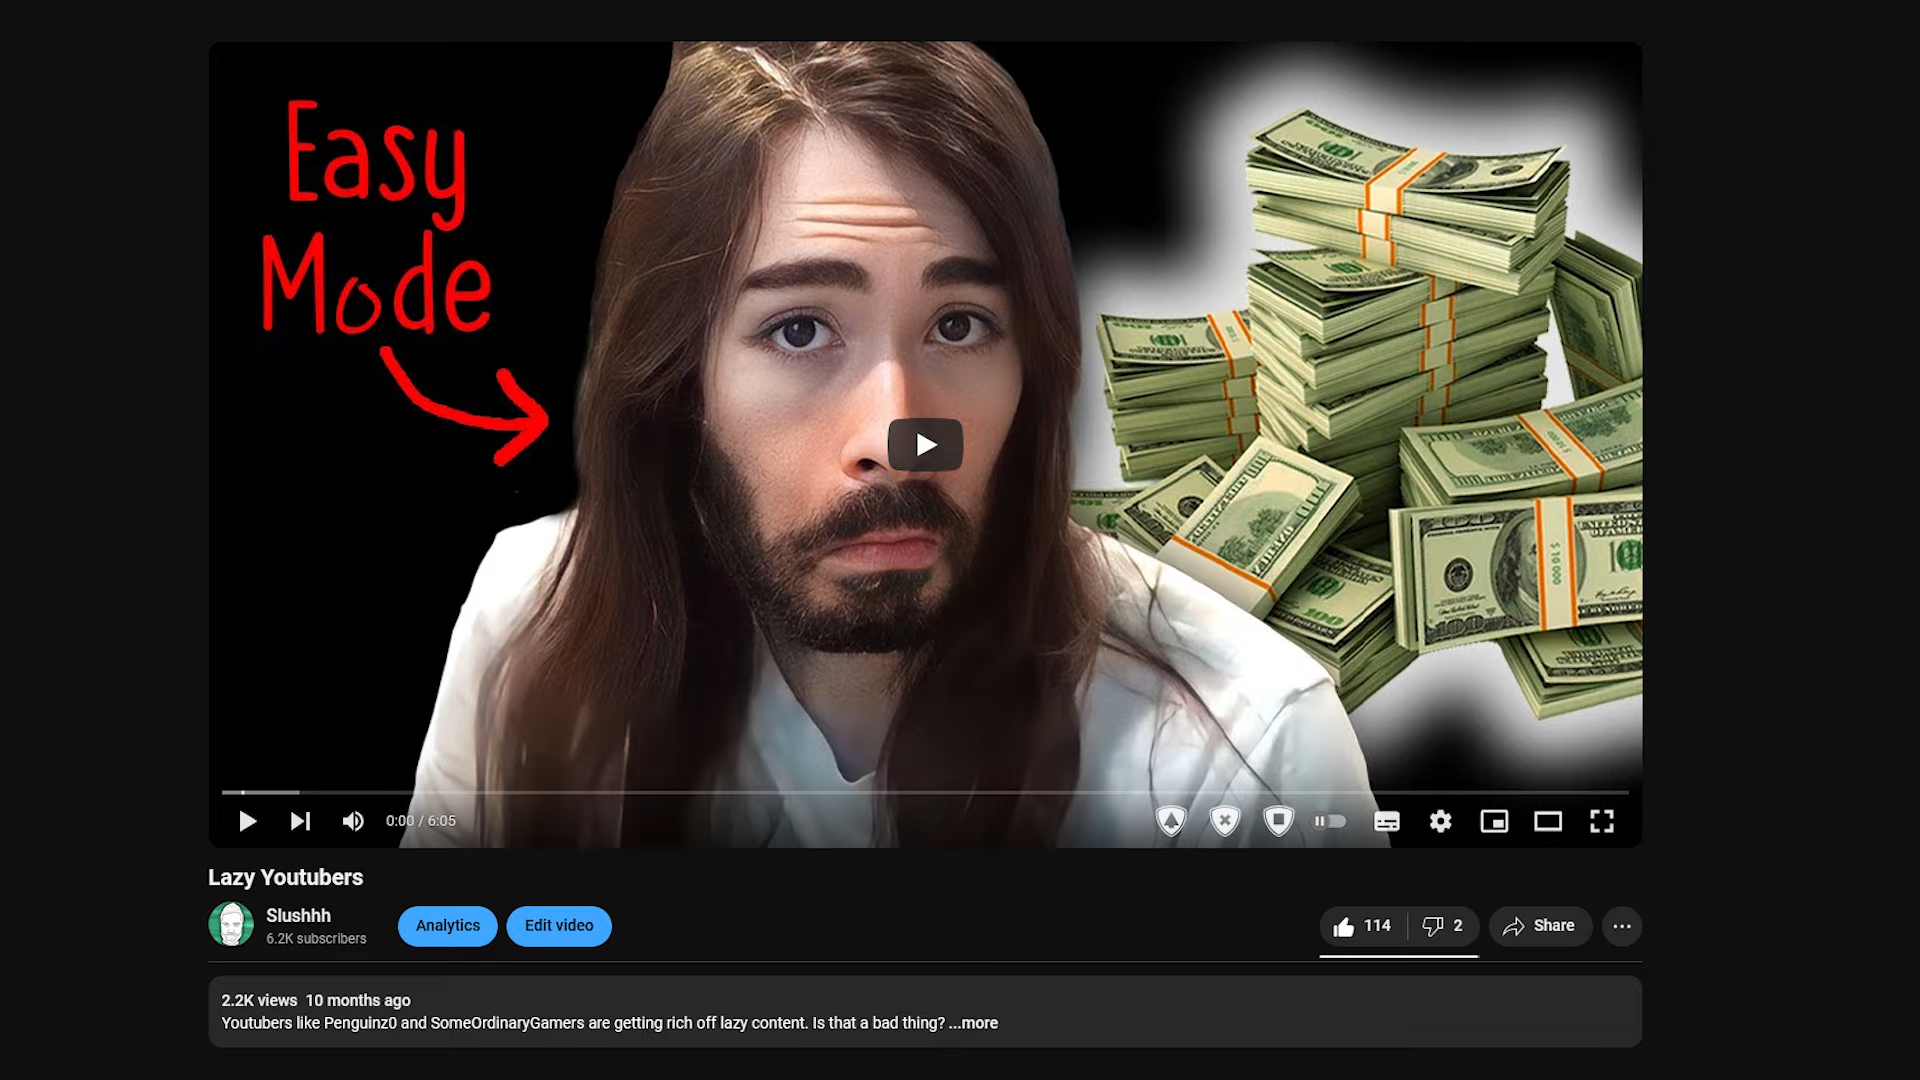 Easy
Mode
0:00 / 6:05
Lazy Youtubers
Slushhh
6.2K subscribers
Analytics
Edit video
114
2
Share
2.2K views 10 months ago
Youtubers like Penguinz0 and SomeOrdinaryGamers are getting rich off lazy content. Is that a bad thing? ...more